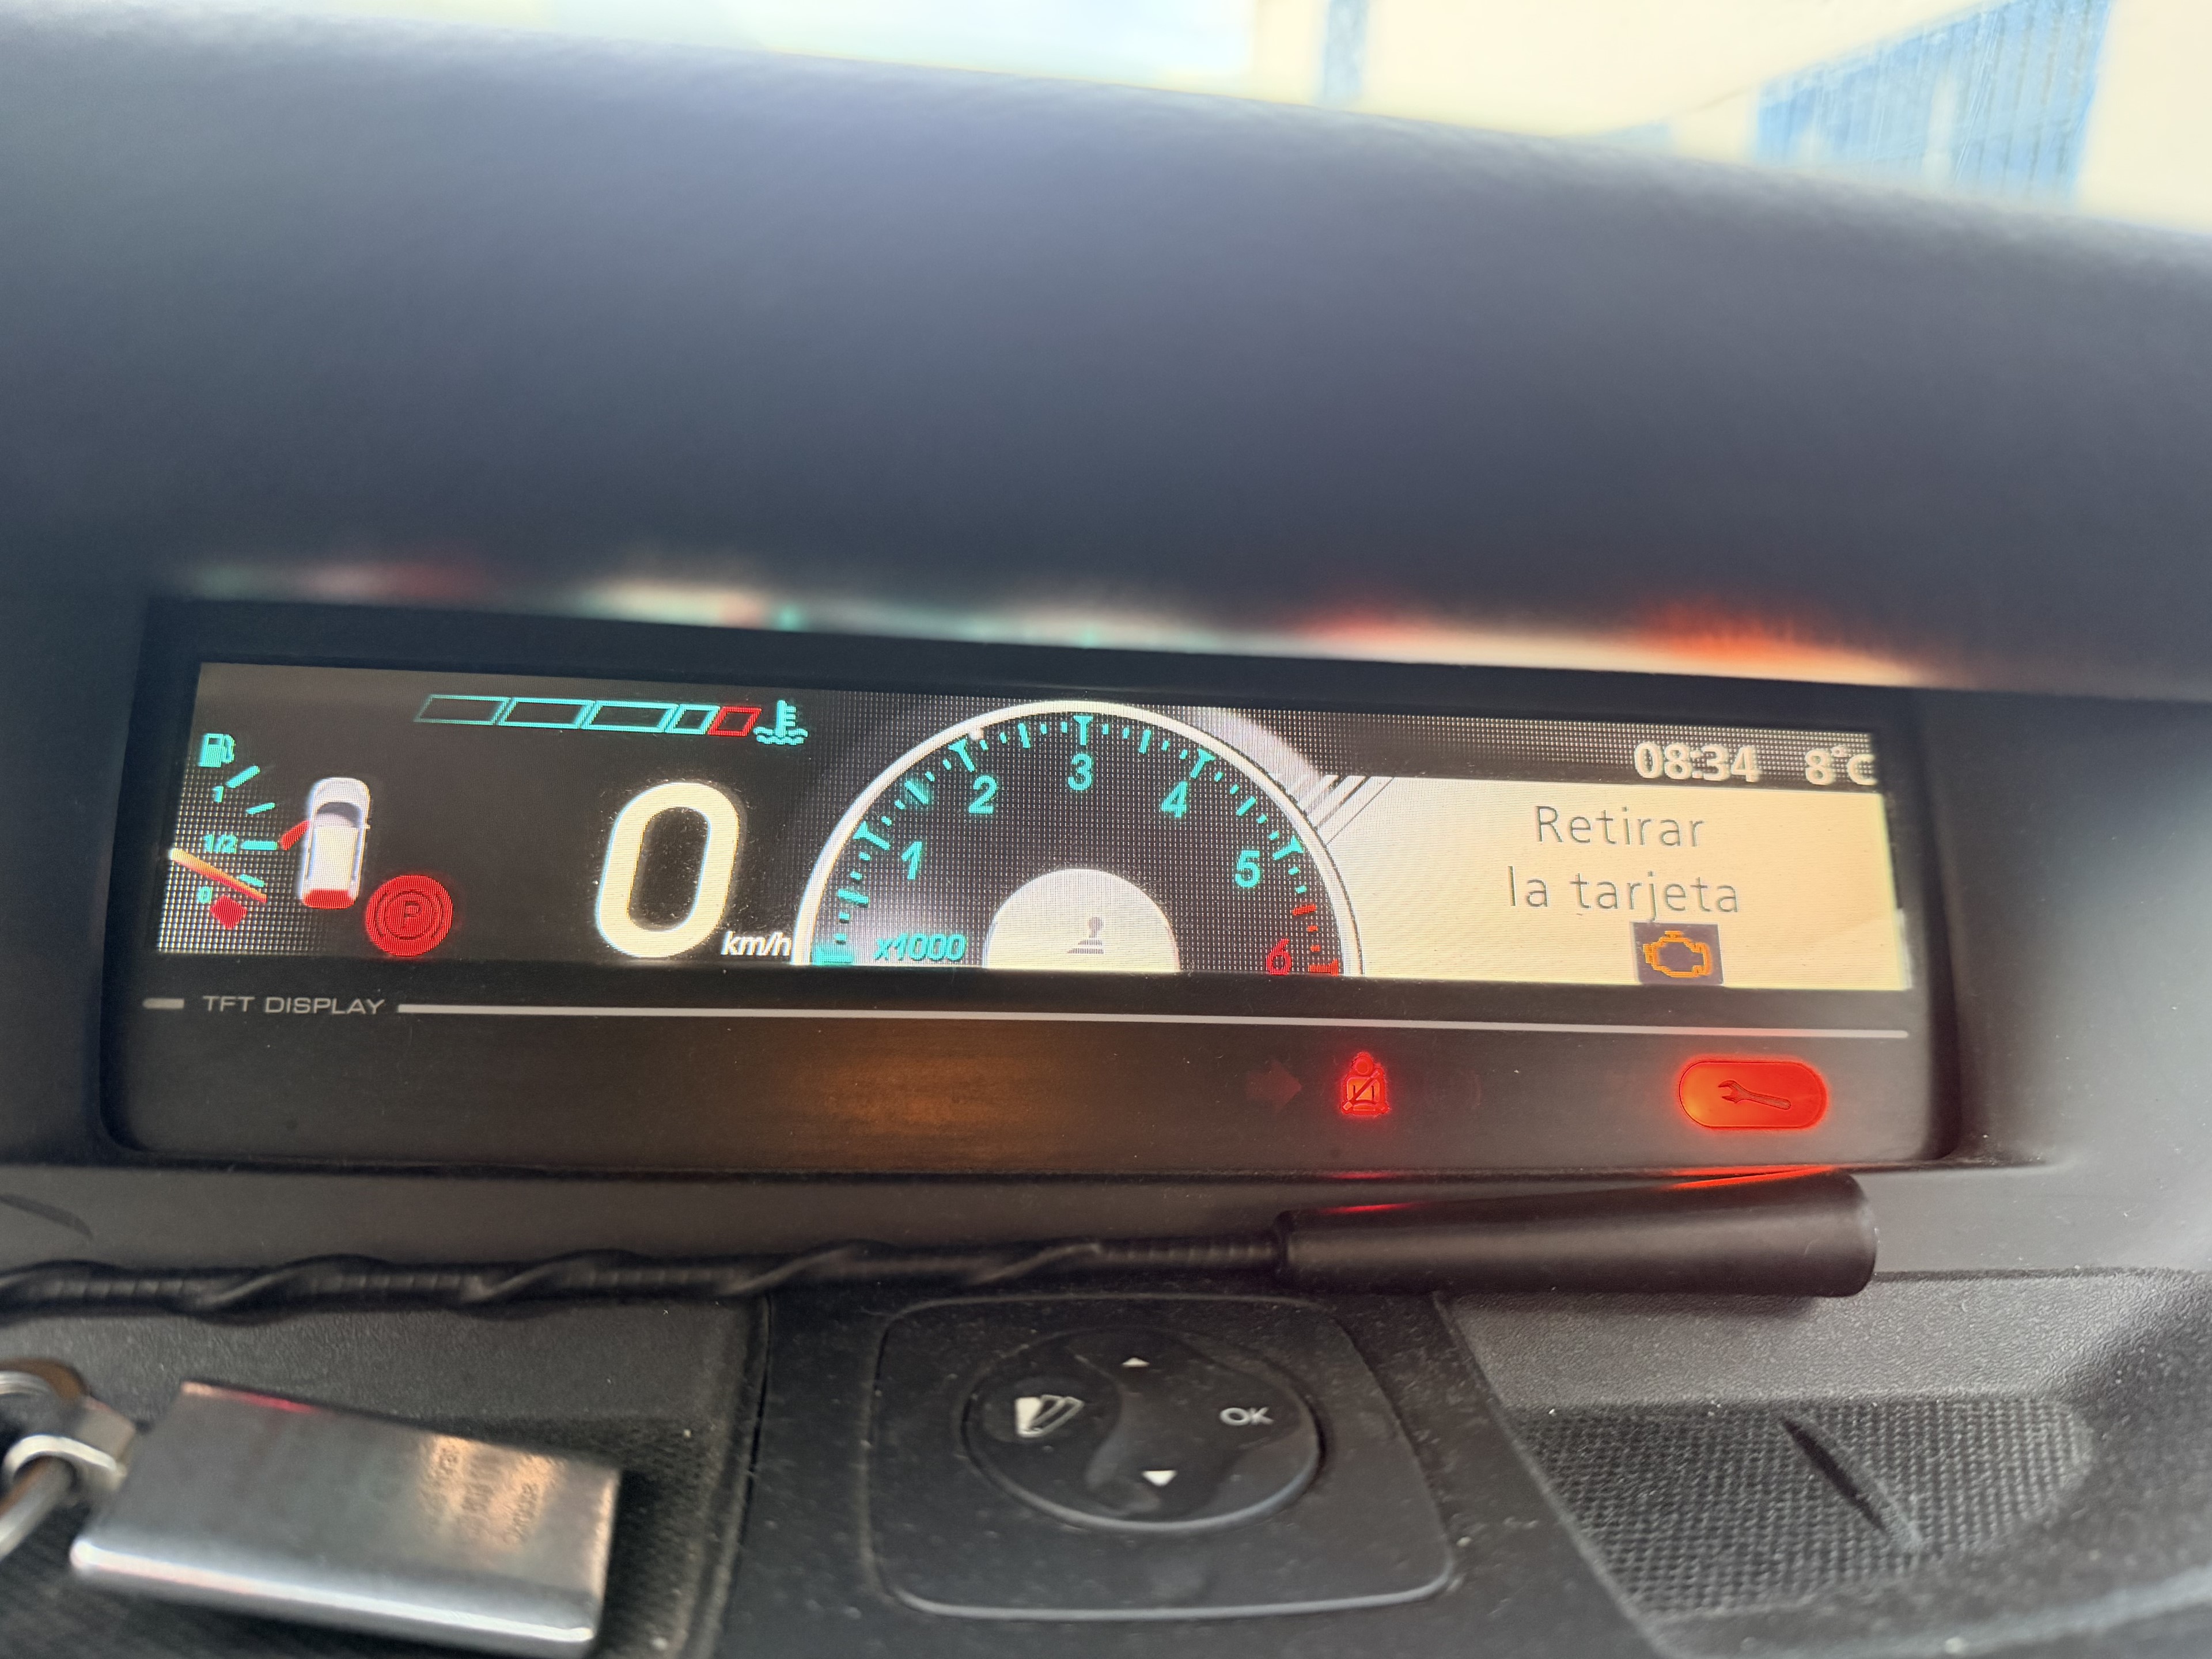 08:34 8°C
1
1/2
0
P
0
km/h
1
2
3
4
5
6
x1000
Retirar
la tarjeta
TFT DISPLAY
OK